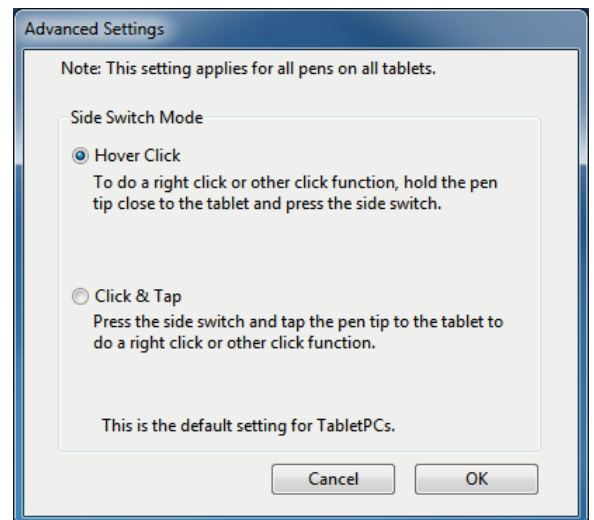 Advanced Settings
Note: This setting applies for all pens on all tablets.
Side Switch Mode
Hover Click
To do a right click or other click function, hold the pen
tip close to the tablet and press the side switch.
Click & Tap
Press the side switch and tap the pen tip to the tablet to
do a right click or other click function.
This is the default setting for TabletPCs.
Cancel OK